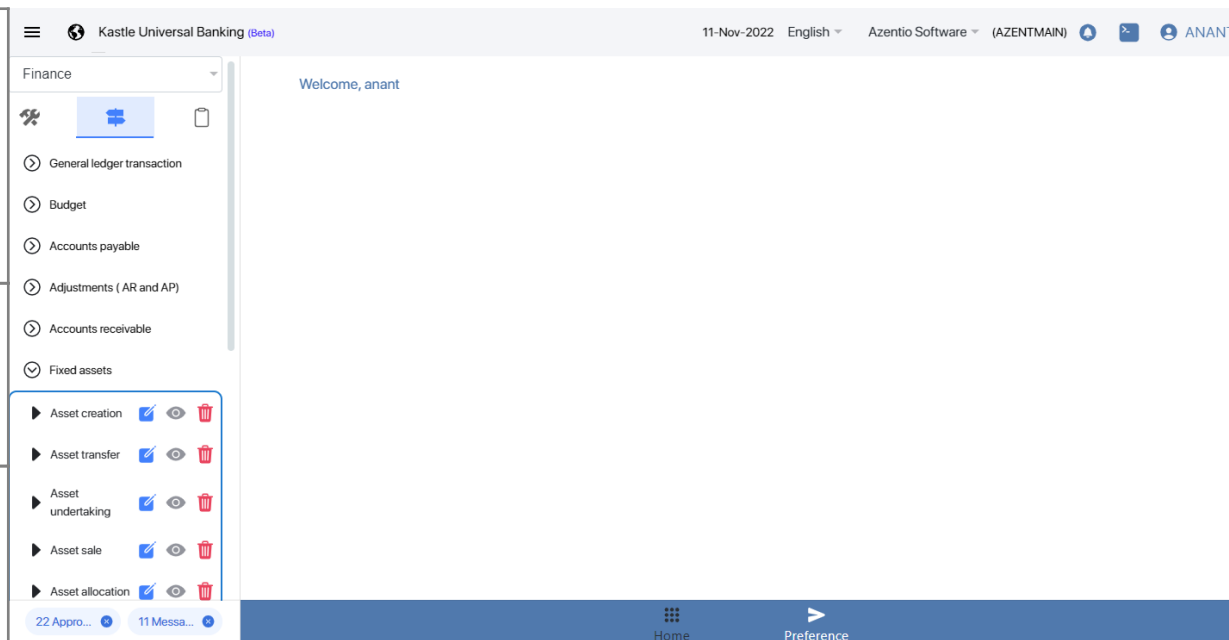 Kastle Universal Banking (Beta)
11-Nov-2022 English Azentio Software (AZENTMAIN) ANANT
Finance
Welcome, anant
General ledger transaction
Budget
Accounts payable
Adjustments ( AR and AP)
Accounts receivable
Fixed assets
Asset creation
Asset transfer
Asset
undertaking
Asset sale
Asset allocation
22 Appro... 11 Messa...
Home Preference